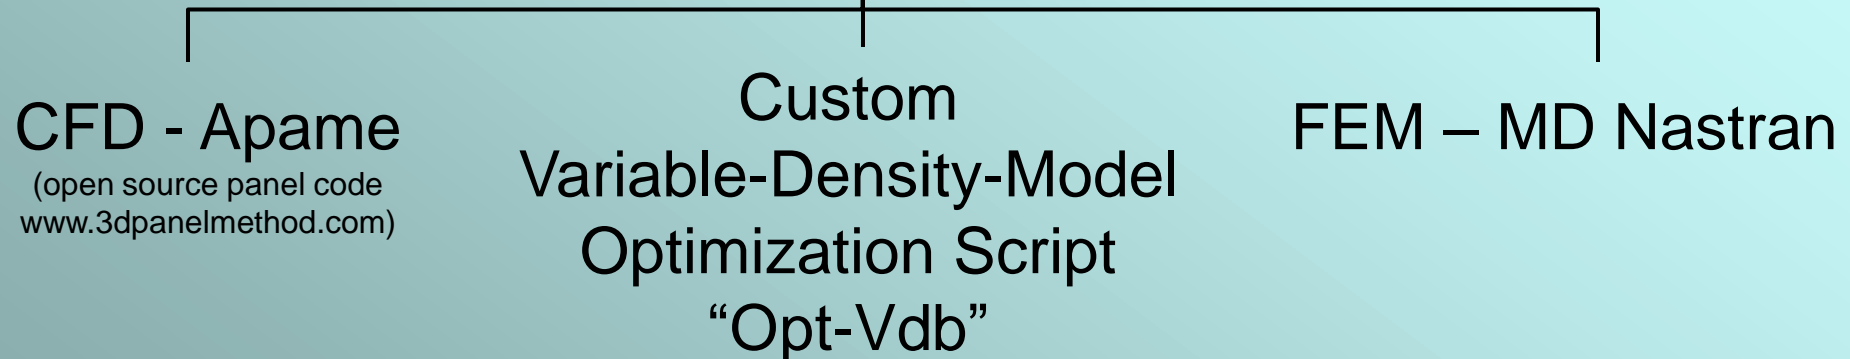 CFD - Apame
(open source panel code
www.3dpanelmethod.com)
Custom
Variable-Density-Model
Optimization Script
“Opt-Vdb”
FEM – MD Nastran